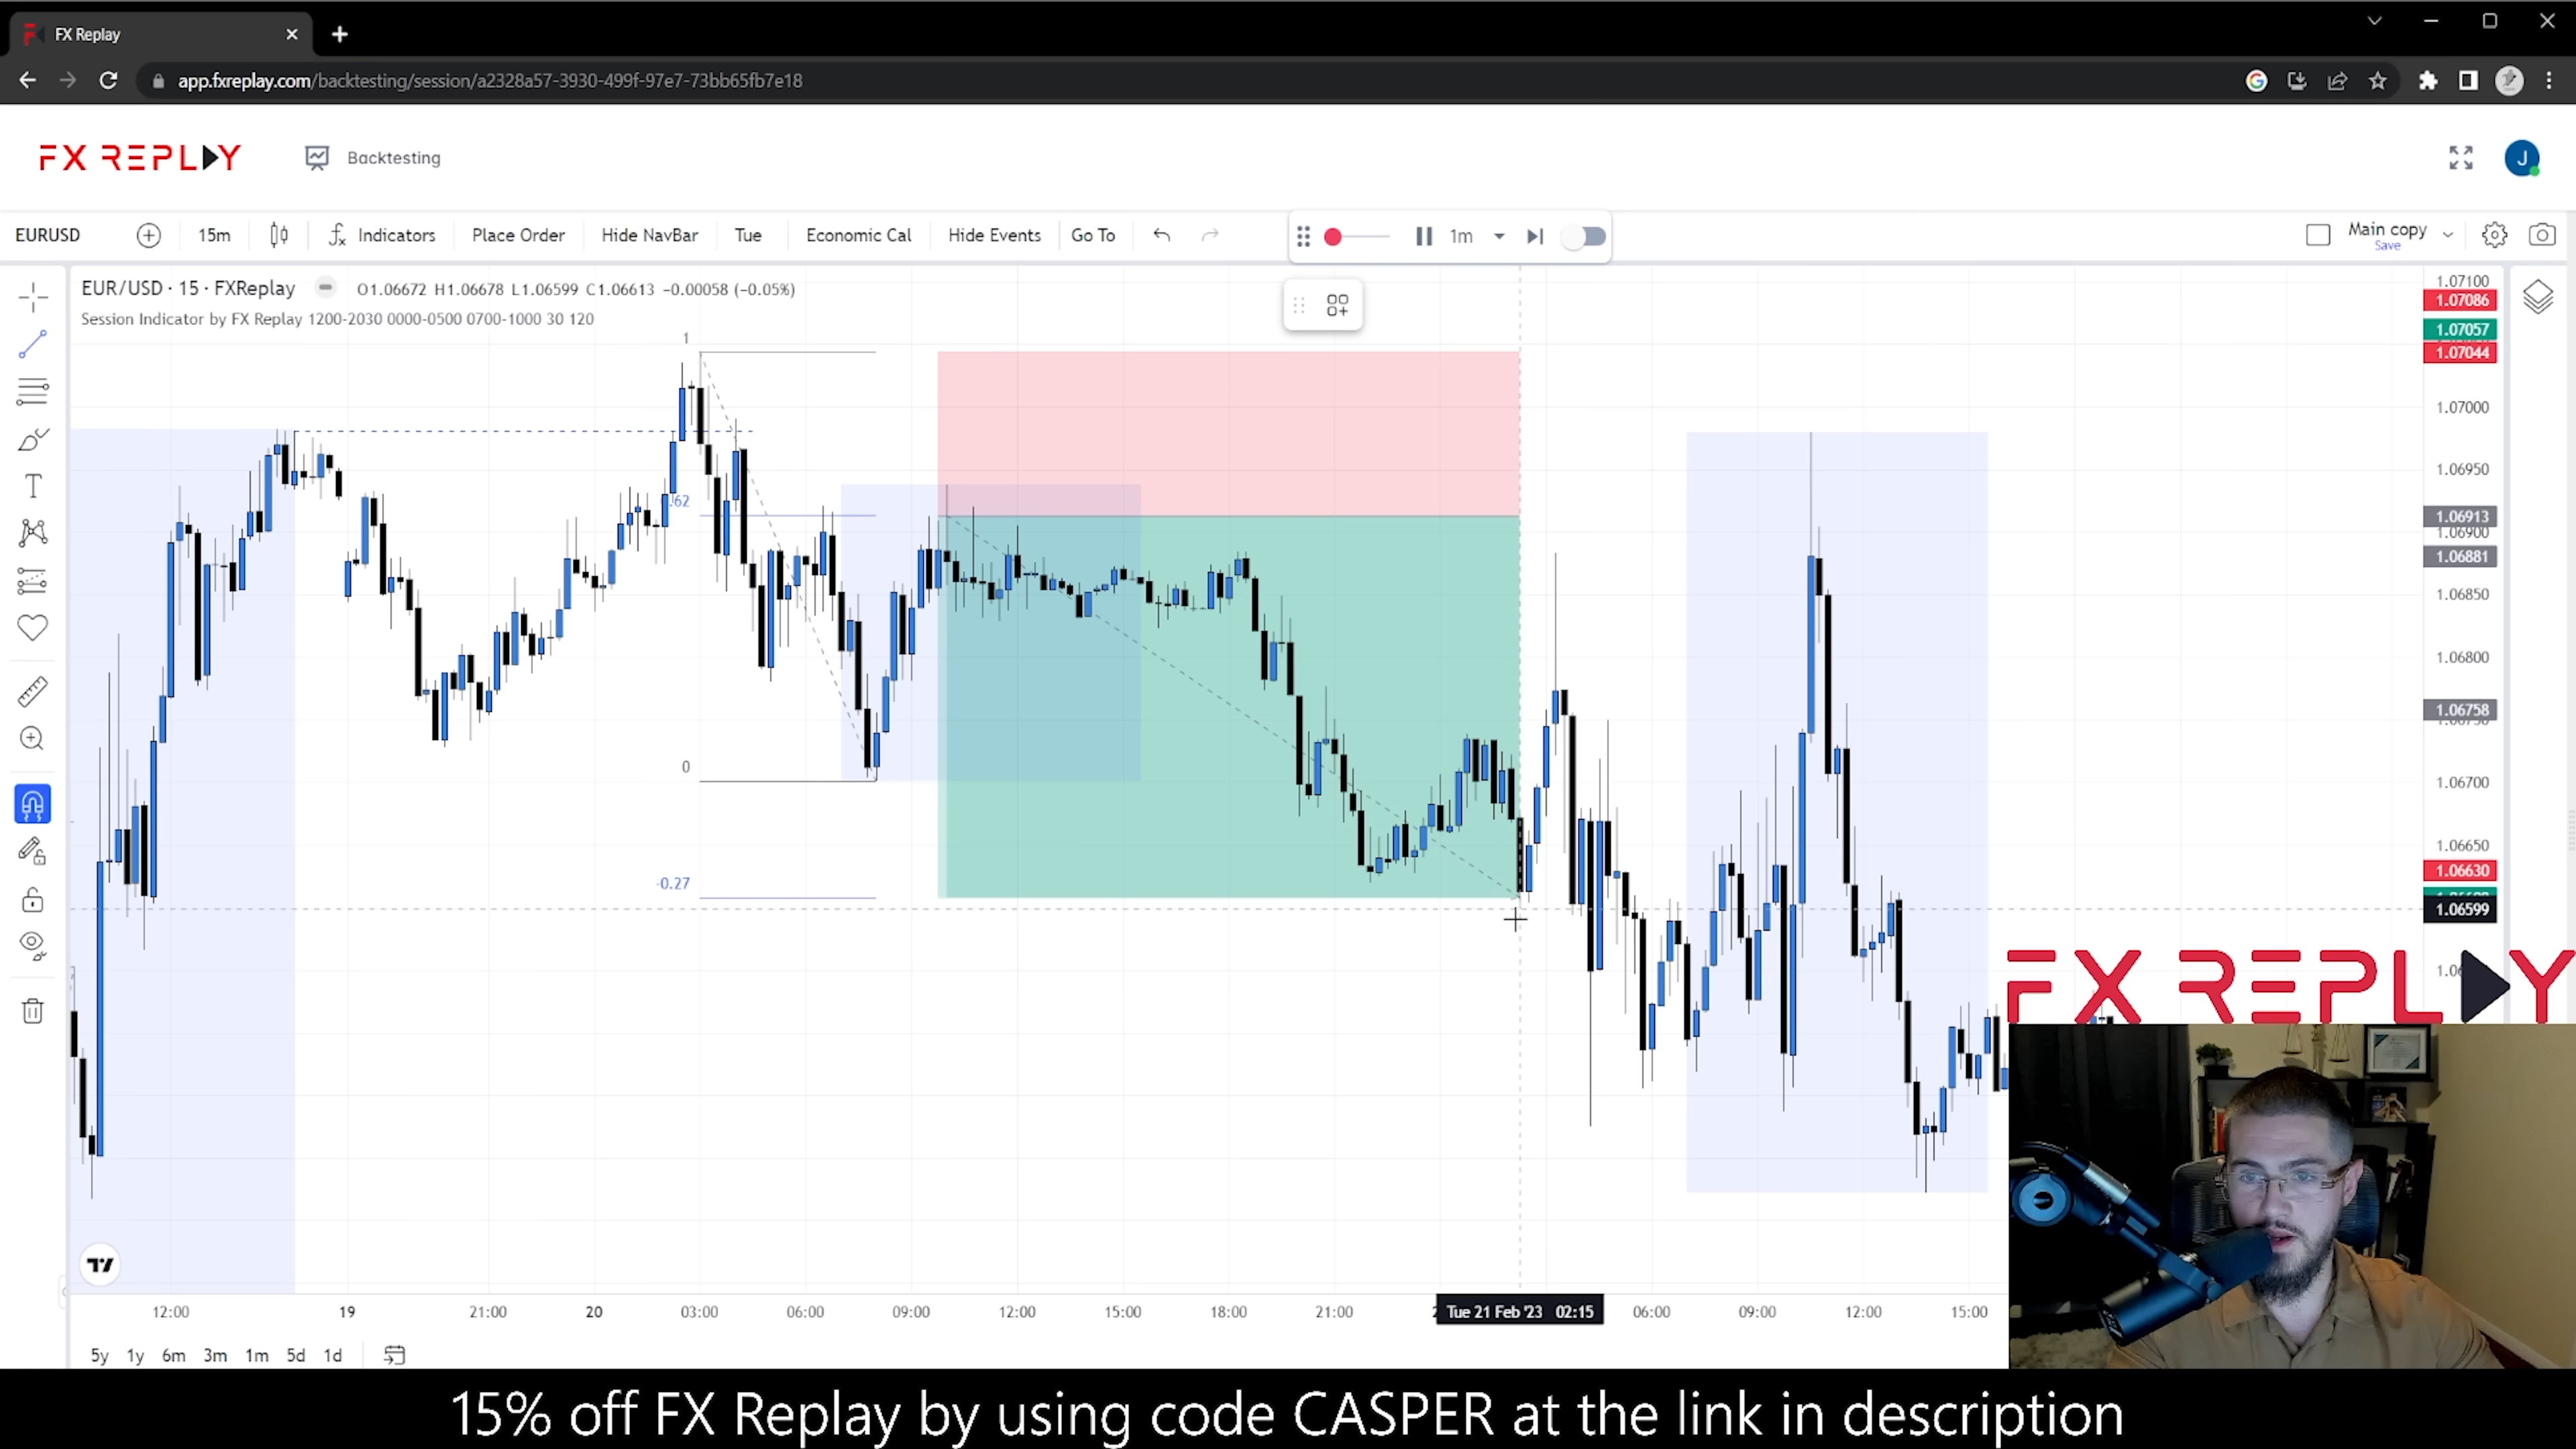 FX Replay
app.fxreplay.com/backtesting/session/a2328a57-3930-499f-97e7-73bb65fb7e18
FX REPLAY
Backtesting
J
EURUSD 15m Indicators Place Order Hide NavBar Tue Economic Cal Hide Events Go To 1m Main copy
Save
EUR/USD · 15 · FXReplay O1.06672 H1.06678 L1.06599 C1.06613 −0.00058 (−0.05%)
Session Indicator by FX Replay 1200-2030 0000-0500 0700-1000 30 120
1
.62
0
-0.27
1.07100
1.07086
1.07057
1.07044
1.07000
1.06950
1.06913
1.06900
1.06881
1.06850
1.06800
1.06758
1.06700
1.06650
1.06630
1.06599
FX REPLAY
12:00 19 21:00 20 03:00 06:00 09:00 12:00 15:00 18:00 21:00 Tue 21 Feb '23 02:15 06:00 09:00 12:00 15:00
5y 1y 6m 3m 1m 5d 1d
15% off FX Replay by using code CASPER at the link in description